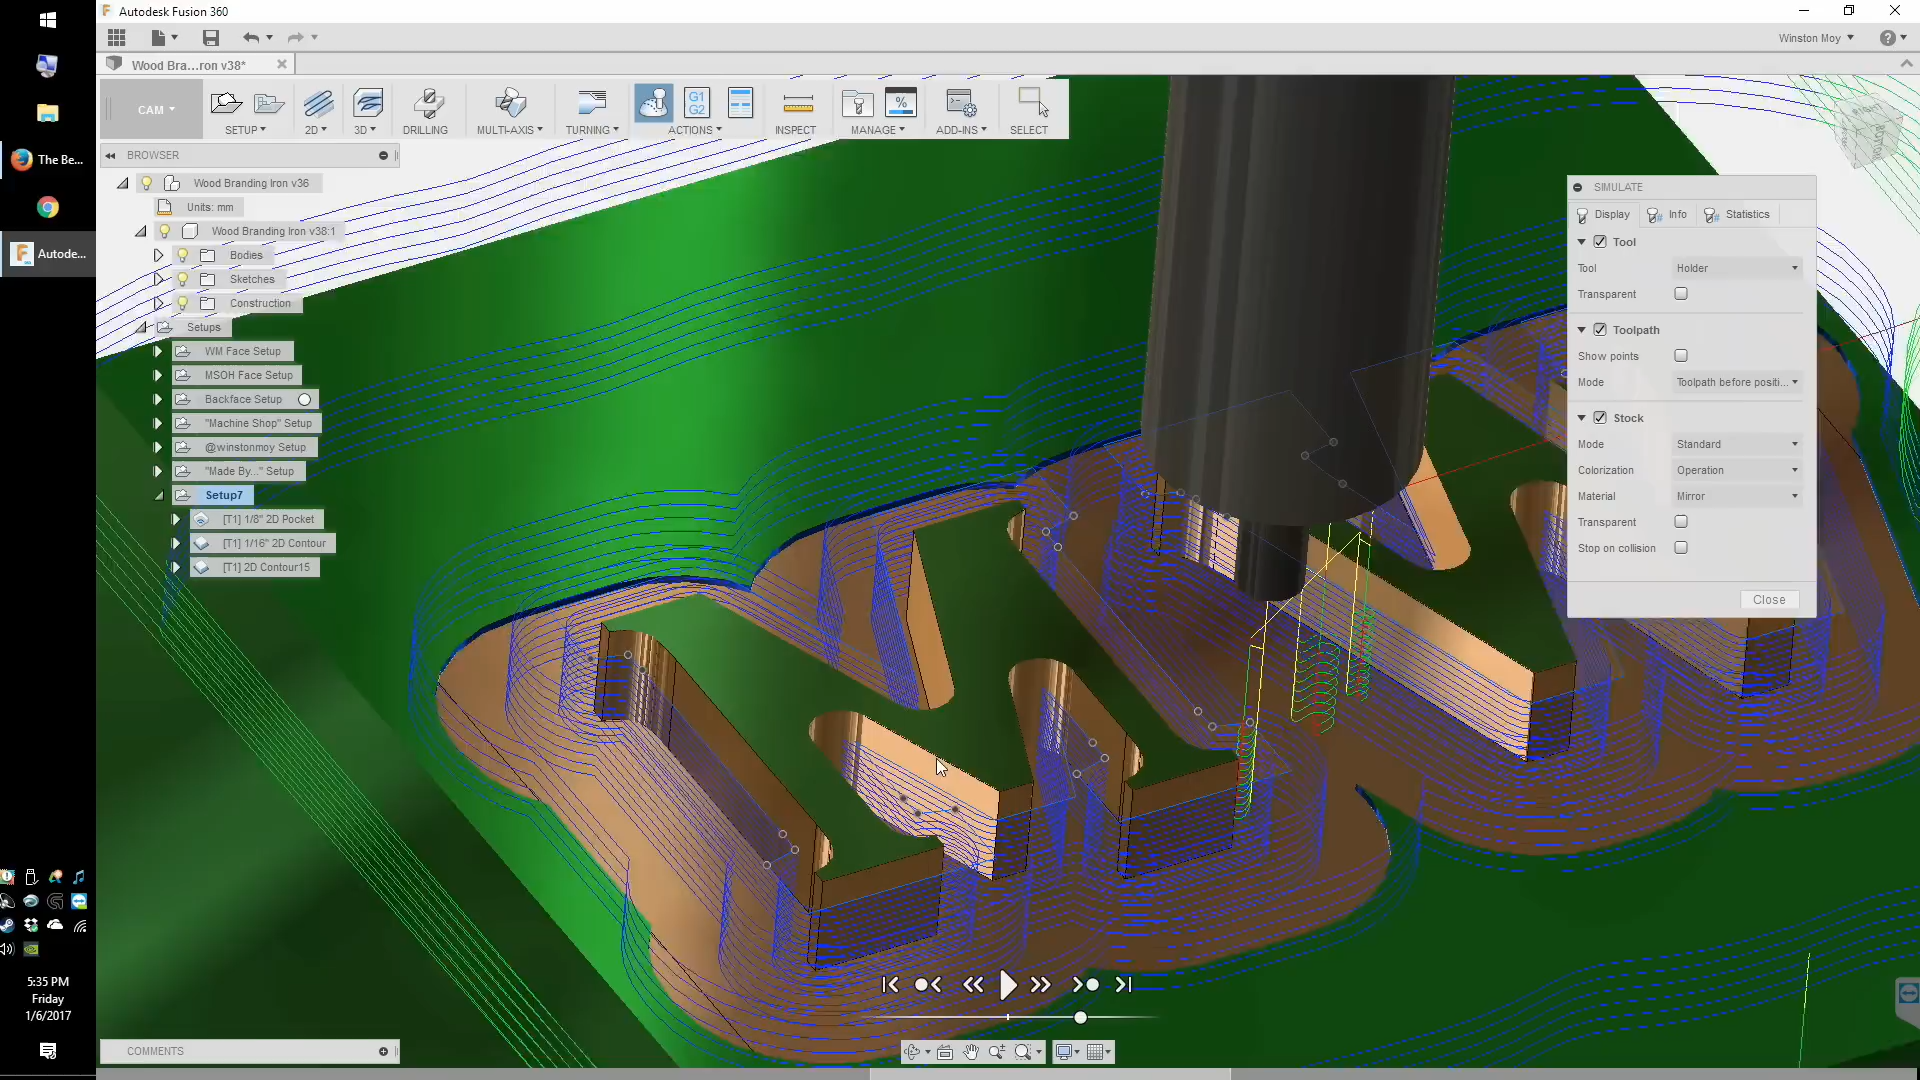 Autodesk Fusion 360
Winston Moy
Wood Bra...ron v38*
CAM
G1
G2
%
SETUP
2D
3D
DRILLING
MULTI-AXIS
TURNING
ACTIONS
INSPECT
MANAGE
ADD-INS
SELECT
BROWSER
Wood Branding Iron v36
Units: mm
Wood Branding Iron v38:1
Bodies
Sketches
Construction
Setups
WM Face Setup
MSOH Face Setup
Backface Setup
"Machine Shop" Setup
@winstonmoy Setup
"Made By..." Setup
Setup7
[T1] 1/8" 2D Pocket
[T1] 1/16" 2D Contour
[T1] 2D Contour15
The Be...
Autode...
RIGHT
BOTTOM
SIMULATE
Display
Info
Statistics
Tool
Tool Holder
Transparent
Toolpath
Show points
Mode Toolpath before positi...
Stock
Mode Standard
Colorization Operation
Material Mirror
Transparent
Stop on collision
Close
5:35 PM
Friday
1/6/2017
COMMENTS